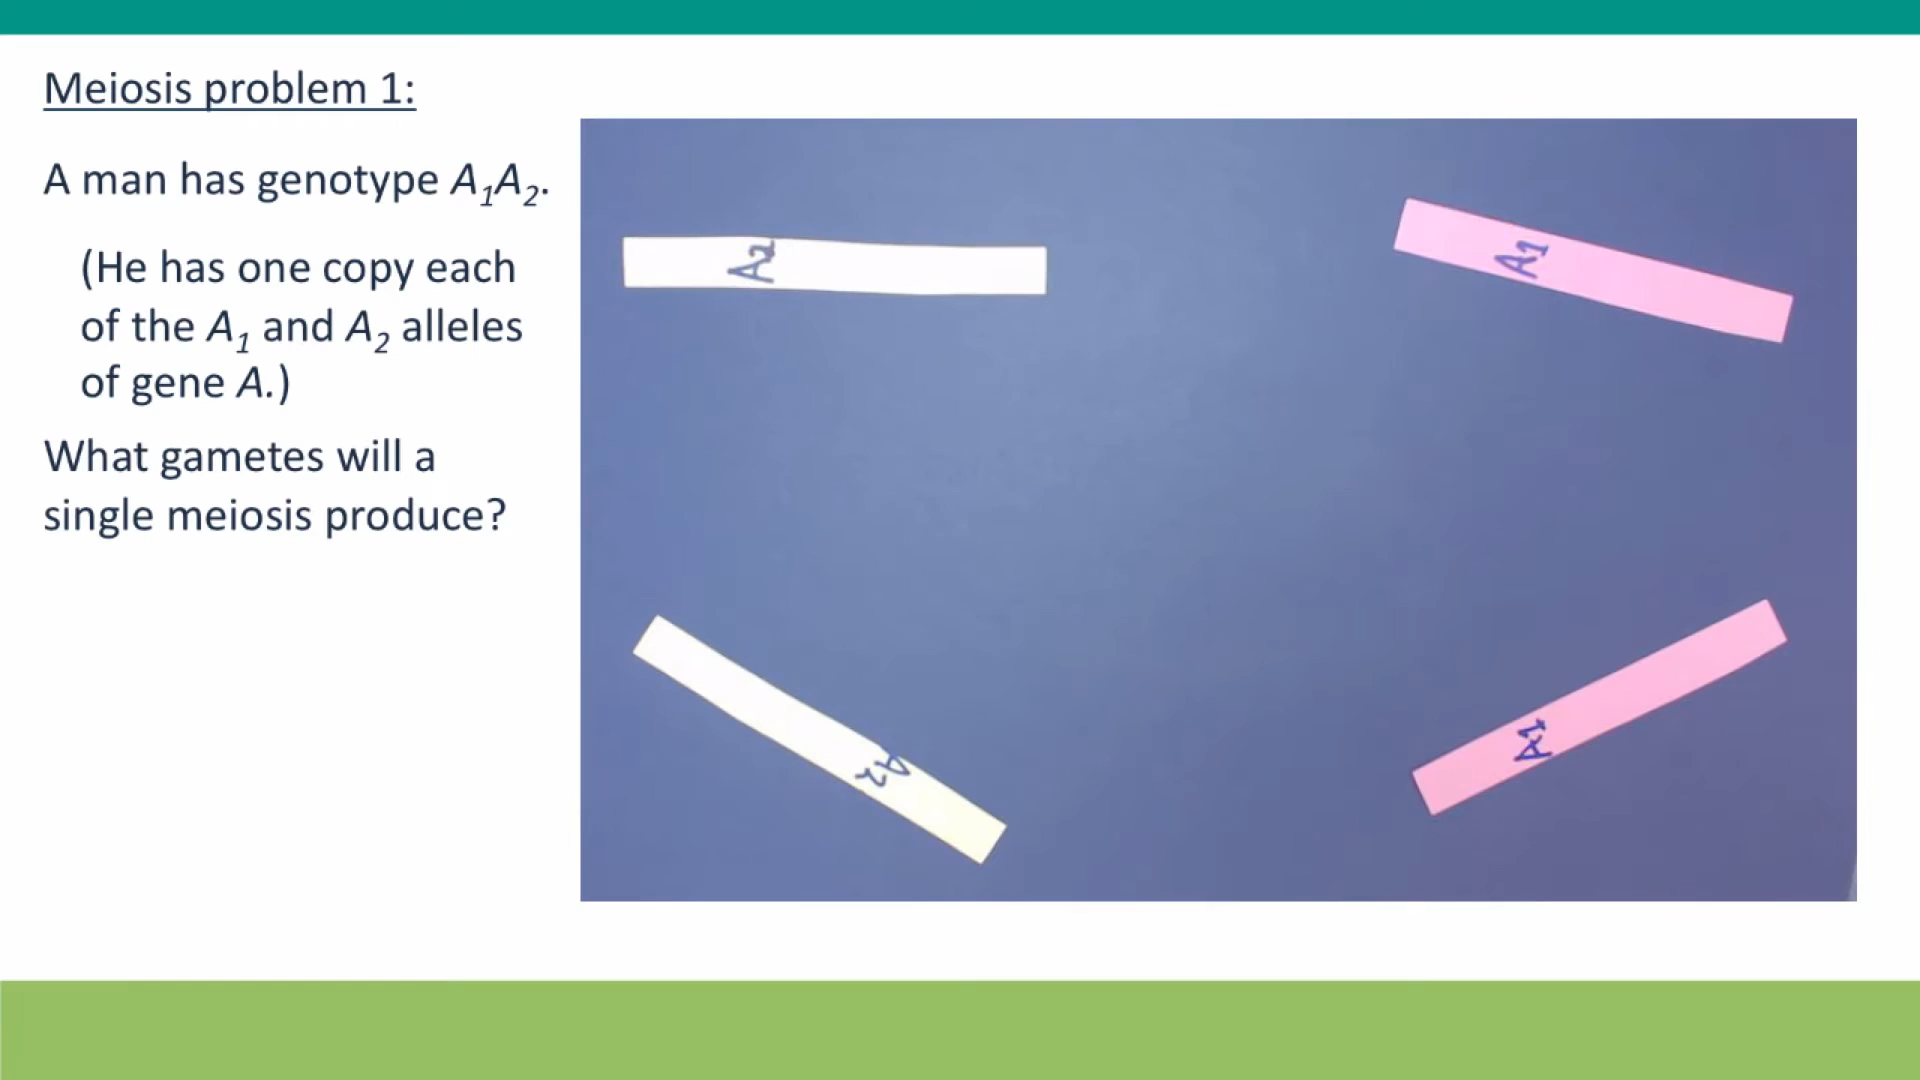 Meiosis problem 1:
A man has genotype A₁A₂.
(He has one copy each
of the A₁ and A₂ alleles
of gene A.)
What gametes will a
single meiosis produce?
A2
A1
A2
A1